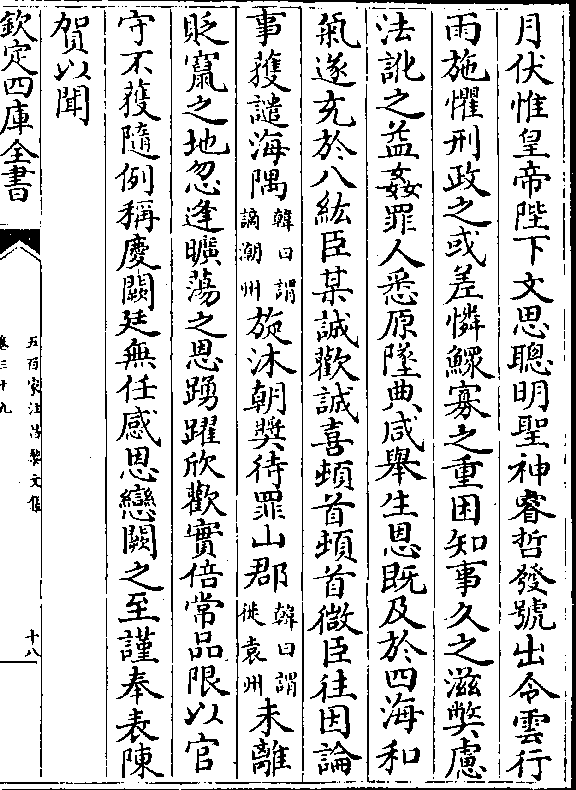 月伏惟皇帝陛下文思聰明聖神睿哲發號出令雲行
雨施懼刑政之或差憐鰥寡之重困知事久之滋弊慮
法訛之益姦罪人悉原墜典咸舉生恩既及於四海和
氣遂充於八紘臣某誠歡誠喜頓首頓首微臣往因論
事獲譴海隅韓曰謂謫潮州旋沐朝奬待罪山郡韓曰謂徙袁州未離
貶竄之地忽逢曠蕩之恩踴躍欣歡實倍常品限以官
守不獲隨例稱慶闕廷無任感恩戀闕之至謹奉表陳
賀以聞
欽定四庫全書
五百家注昌黎文集
卷三十九
十八